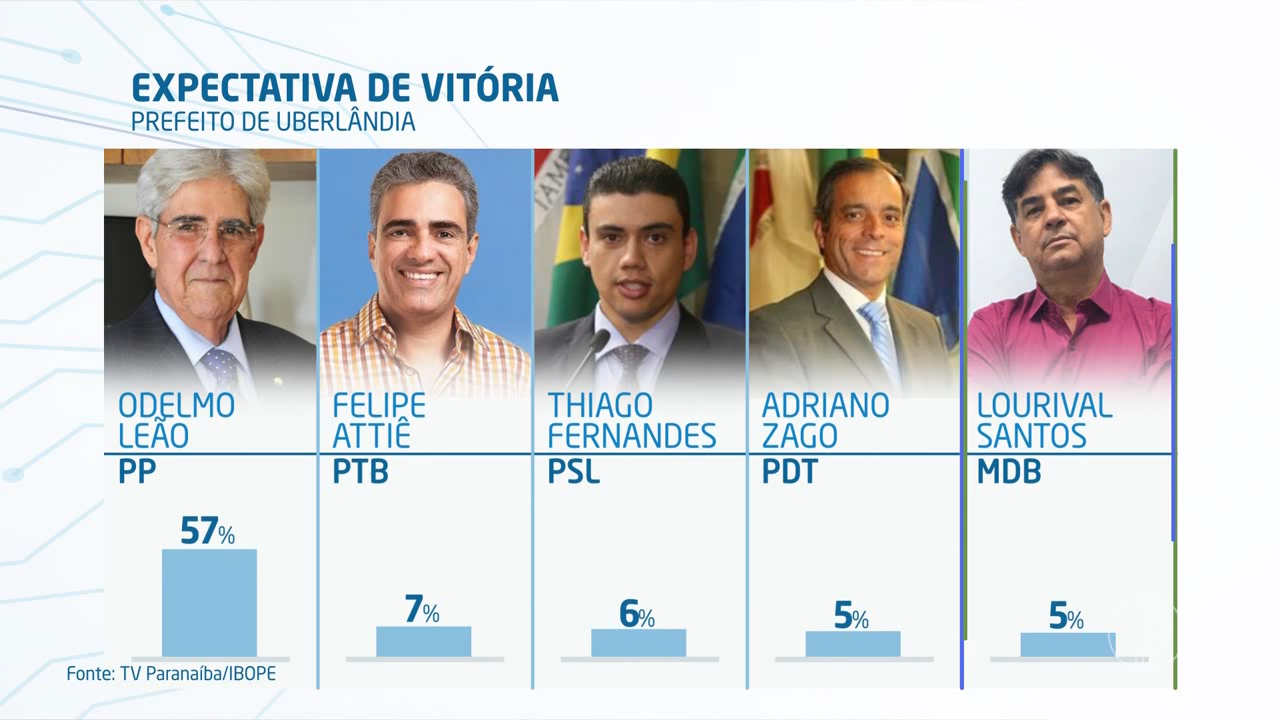 EXPECTATIVA DE VITÓRIA
PREFEITO DE UBERLÂNDIA
ODELMO
LEÃO
PP
57%
FELIPE
ATTIÊ
PTB
7%
THIAGO
FERNANDES
PSL
6%
ADRIANO
ZAGO
PDT
5%
LOURIVAL
SANTOS
MDB
5%
Fonte: TV Paranaíba/IBOPE